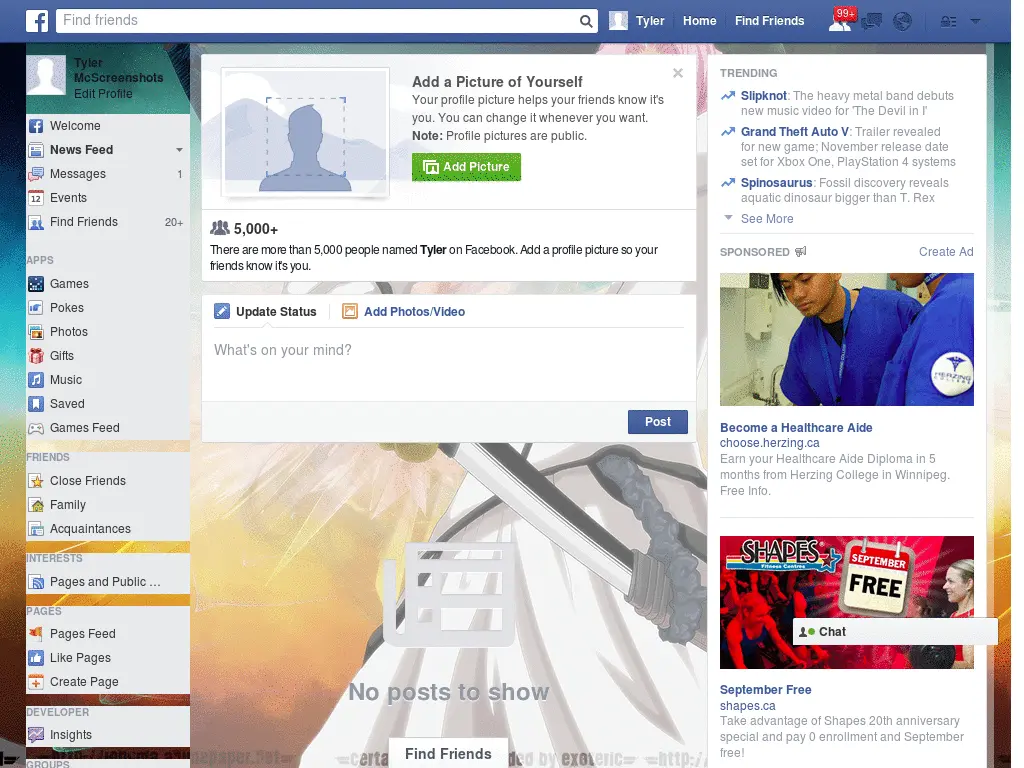 Find friends
Tyler
Home
Find Friends
99+
Tyler
McScreenshots
Edit Profile
Welcome
News Feed
Messages 1
Events
Find Friends 20+
APPS
Games
Pokes
Photos
Gifts
Music
Saved
Games Feed
FRIENDS
Close Friends
Family
Acquaintances
INTERESTS
Pages and Public ...
PAGES
Pages Feed
Like Pages
Create Page
DEVELOPER
Insights
GROUPS
Add a Picture of Yourself
Your profile picture helps your friends know it's
you. You can change it whenever you want.
Note: Profile pictures are public.
Add Picture
5,000+
There are more than 5,000 people named Tyler on Facebook. Add a profile picture so your
friends know it's you.
Update Status
Add Photos/Video
What's on your mind?
Post
No posts to show
Find Friends
TRENDING
Slipknot: The heavy metal band debuts
new music video for 'The Devil in I'
Grand Theft Auto V: Trailer revealed
for new game; November release date
set for Xbox One, PlayStation 4 systems
Spinosaurus: Fossil discovery reveals
aquatic dinosaur bigger than T. Rex
See More
SPONSORED
Create Ad
HERZING
Become a Healthcare Aide
choose.herzing.ca
Earn your Healthcare Aide Diploma in 5
months from Herzing College in Winnipeg.
Free Info.
SHAPES
Fitness Centres
SEPTEMBER
FREE
Chat
September Free
shapes.ca
Take advantage of Shapes 20th anniversary
special and pay 0 enrollment and September
free!